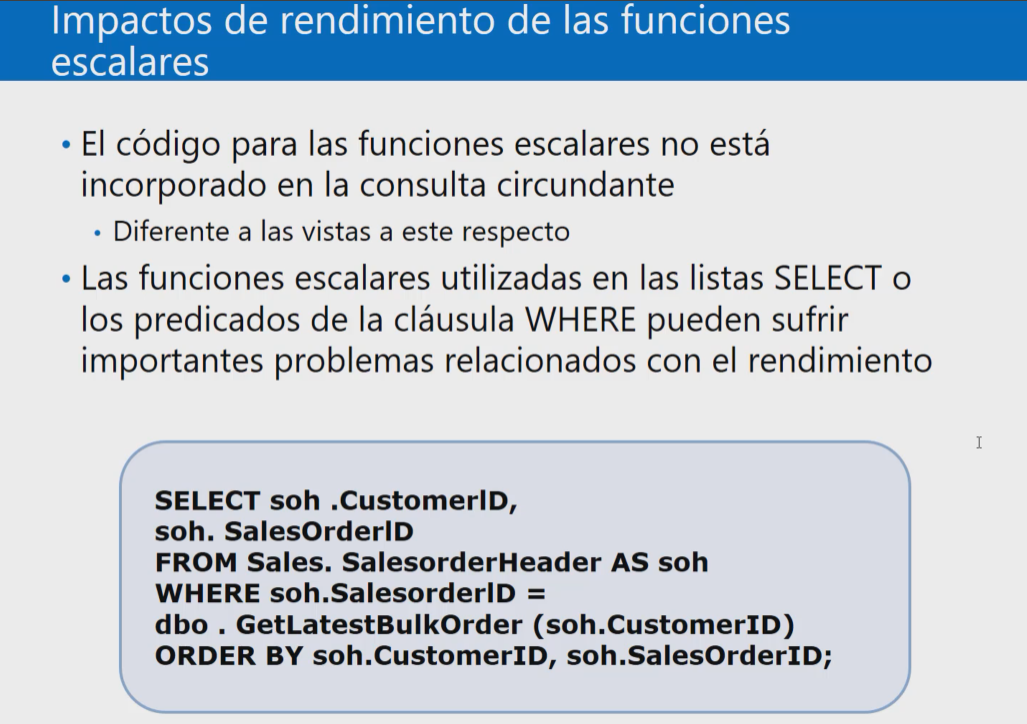 Impactos de rendimiento de las funciones
escalares
• El código para las funciones escalares no está
incorporado en la consulta circundante
• Diferente a las vistas a este respecto
• Las funciones escalares utilizadas en las listas SELECT o
los predicados de la cláusula WHERE pueden sufrir
importantes problemas relacionados con el rendimiento
SELECT soh .CustomerlD,
soh. SalesOrderlD
FROM Sales. SalesorderHeader AS soh
WHERE soh.SalesorderlD =
dbo . GetLatestBulkOrder (soh.CustomerID)
ORDER BY soh.CustomerID, soh.SalesOrderID;